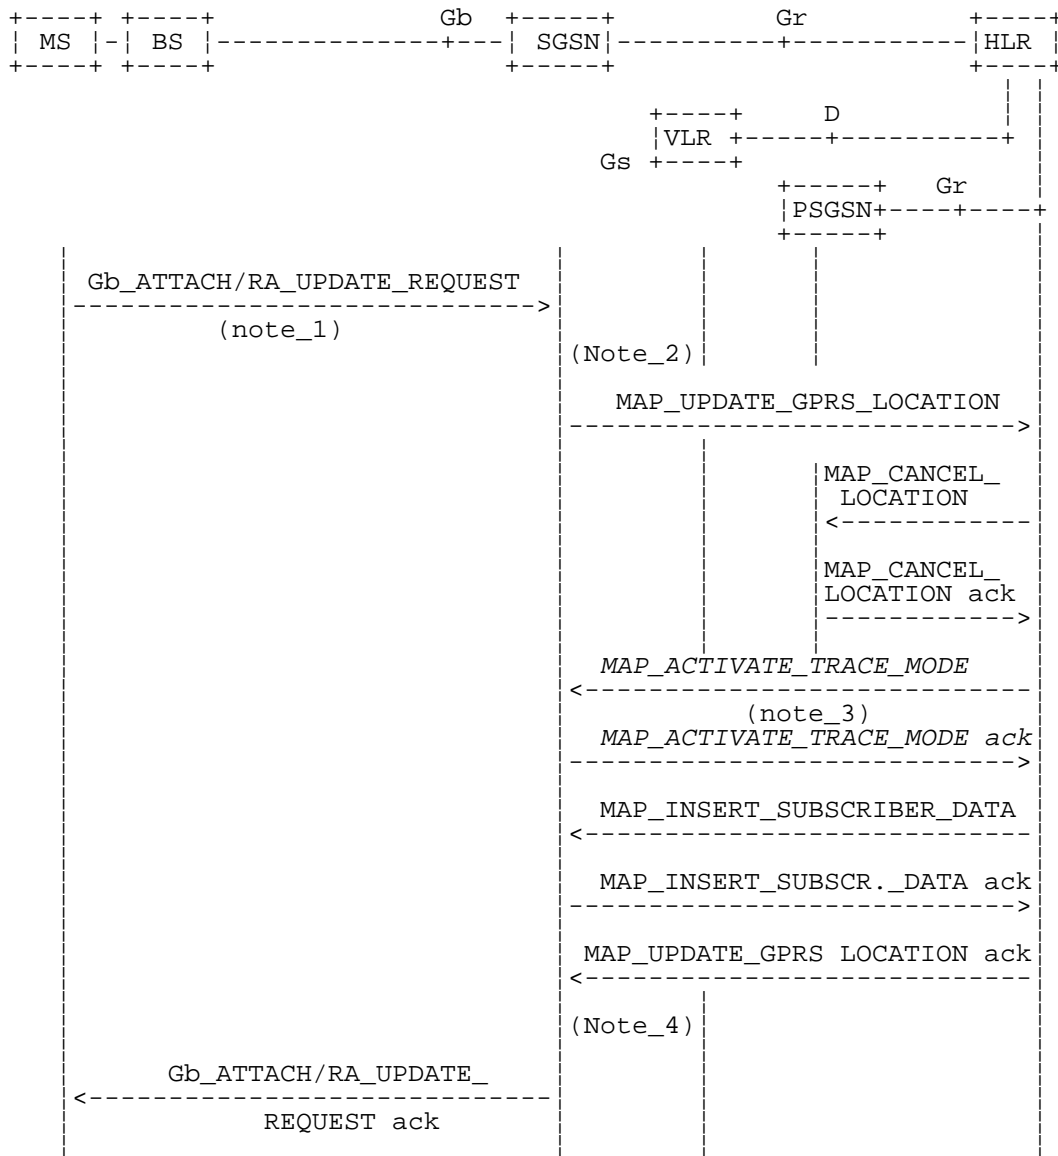 Gb Gr
MS BS SGSN HLR
D
VLR
Gs
Gr
PSGSN
Gb_ATTACH/RA_UPDATE_REQUEST
(note_1)
(Note_2)
MAP_UPDATE_GPRS_LOCATION
MAP_CANCEL_
LOCATION
MAP_CANCEL_
LOCATION ack
MAP_ACTIVATE_TRACE_MODE
(note_3)
MAP_ACTIVATE_TRACE_MODE ack
MAP_INSERT_SUBSCRIBER_DATA
MAP_INSERT_SUBSCR._DATA ack
MAP_UPDATE_GPRS LOCATION ack
(Note_4)
Gb_ATTACH/RA_UPDATE_
REQUEST ack